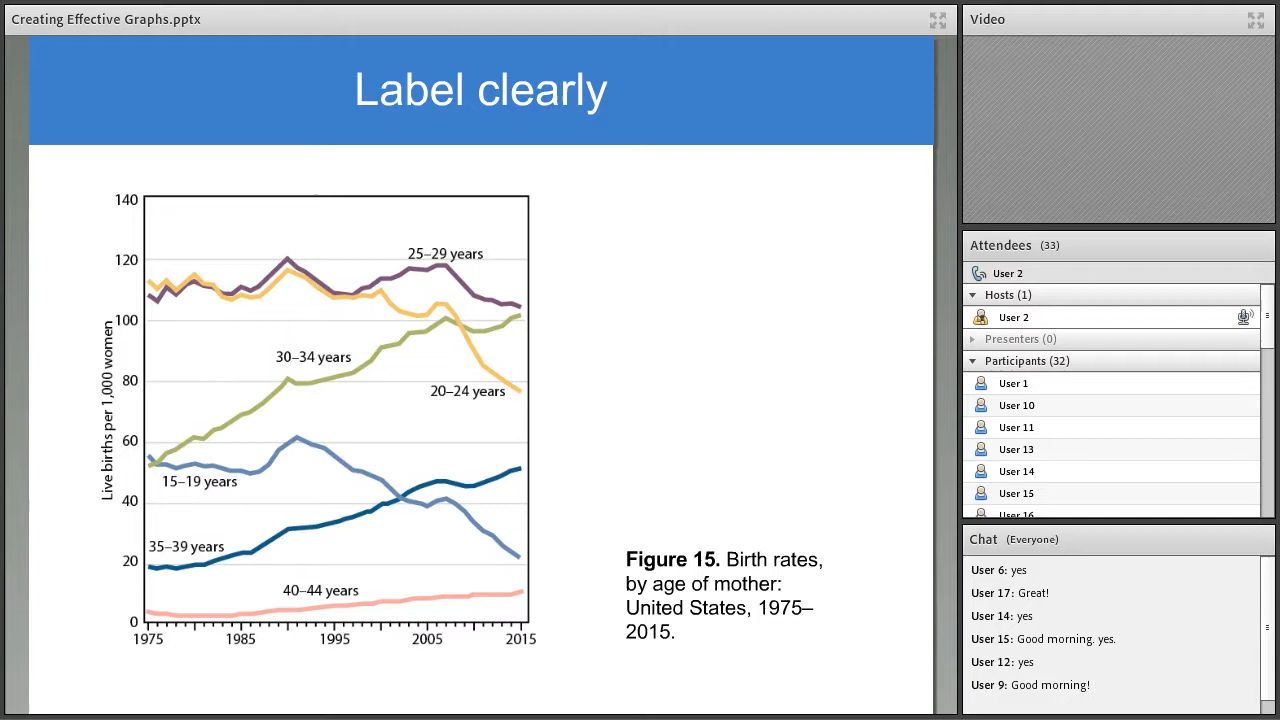 Creating Effective Graphs.pptx
Label clearly
140
120
100
80
60
40
20
0
Live births per 1,000 women
25–29 years
30–34 years
20–24 years
15–19 years
35–39 years
40–44 years
1975
1985
1995
2005
2015
Figure 15. Birth rates,
by age of mother:
United States, 1975–
2015.
Video
Attendees (33)
User 2
Hosts (1)
User 2
Presenters (0)
Participants (32)
User 1
User 10
User 11
User 13
User 14
User 15
User 16
Chat (Everyone)
User 6: yes
User 17: Great!
User 14: yes
User 15: Good morning. yes.
User 12: yes
User 9: Good morning!